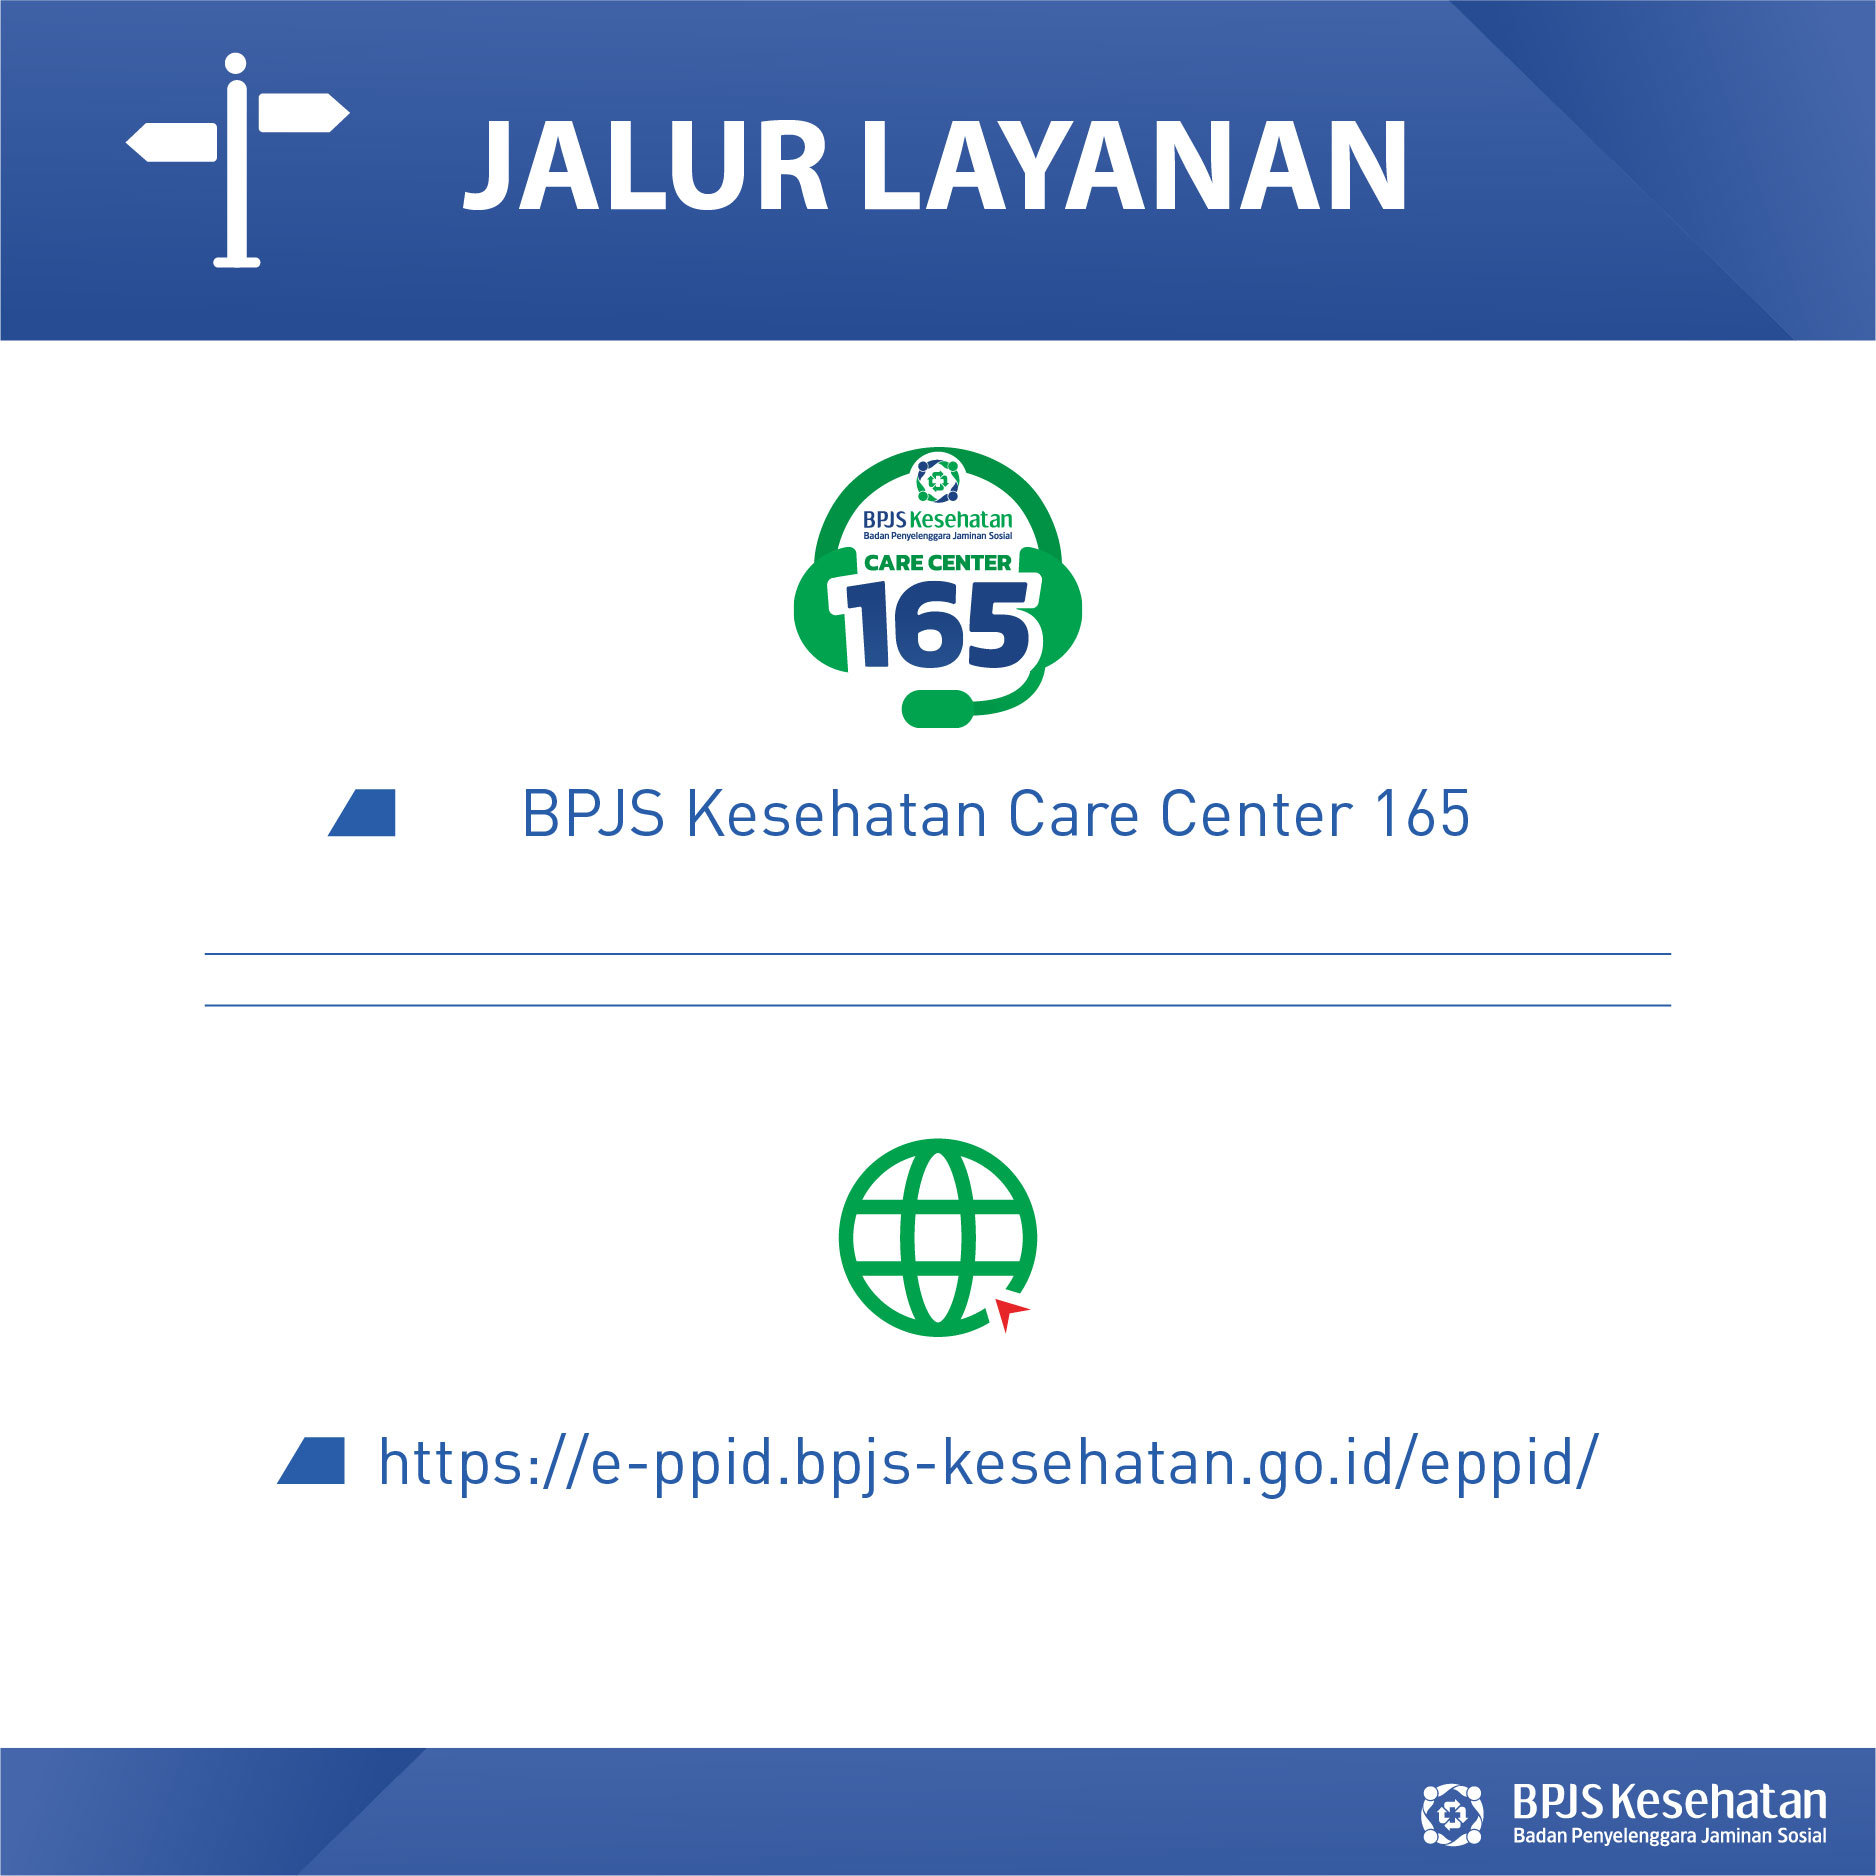 JALUR LAYANAN
BPJS Kesehatan
Badan Penyelenggara Jaminan Sosial
CARE CENTER
165
BPJS Kesehatan Care Center 165
https://e-ppid.bpjs-kesehatan.go.id/eppid/
BPJS Kesehatan
Badan Penyelenggara Jaminan Sosial